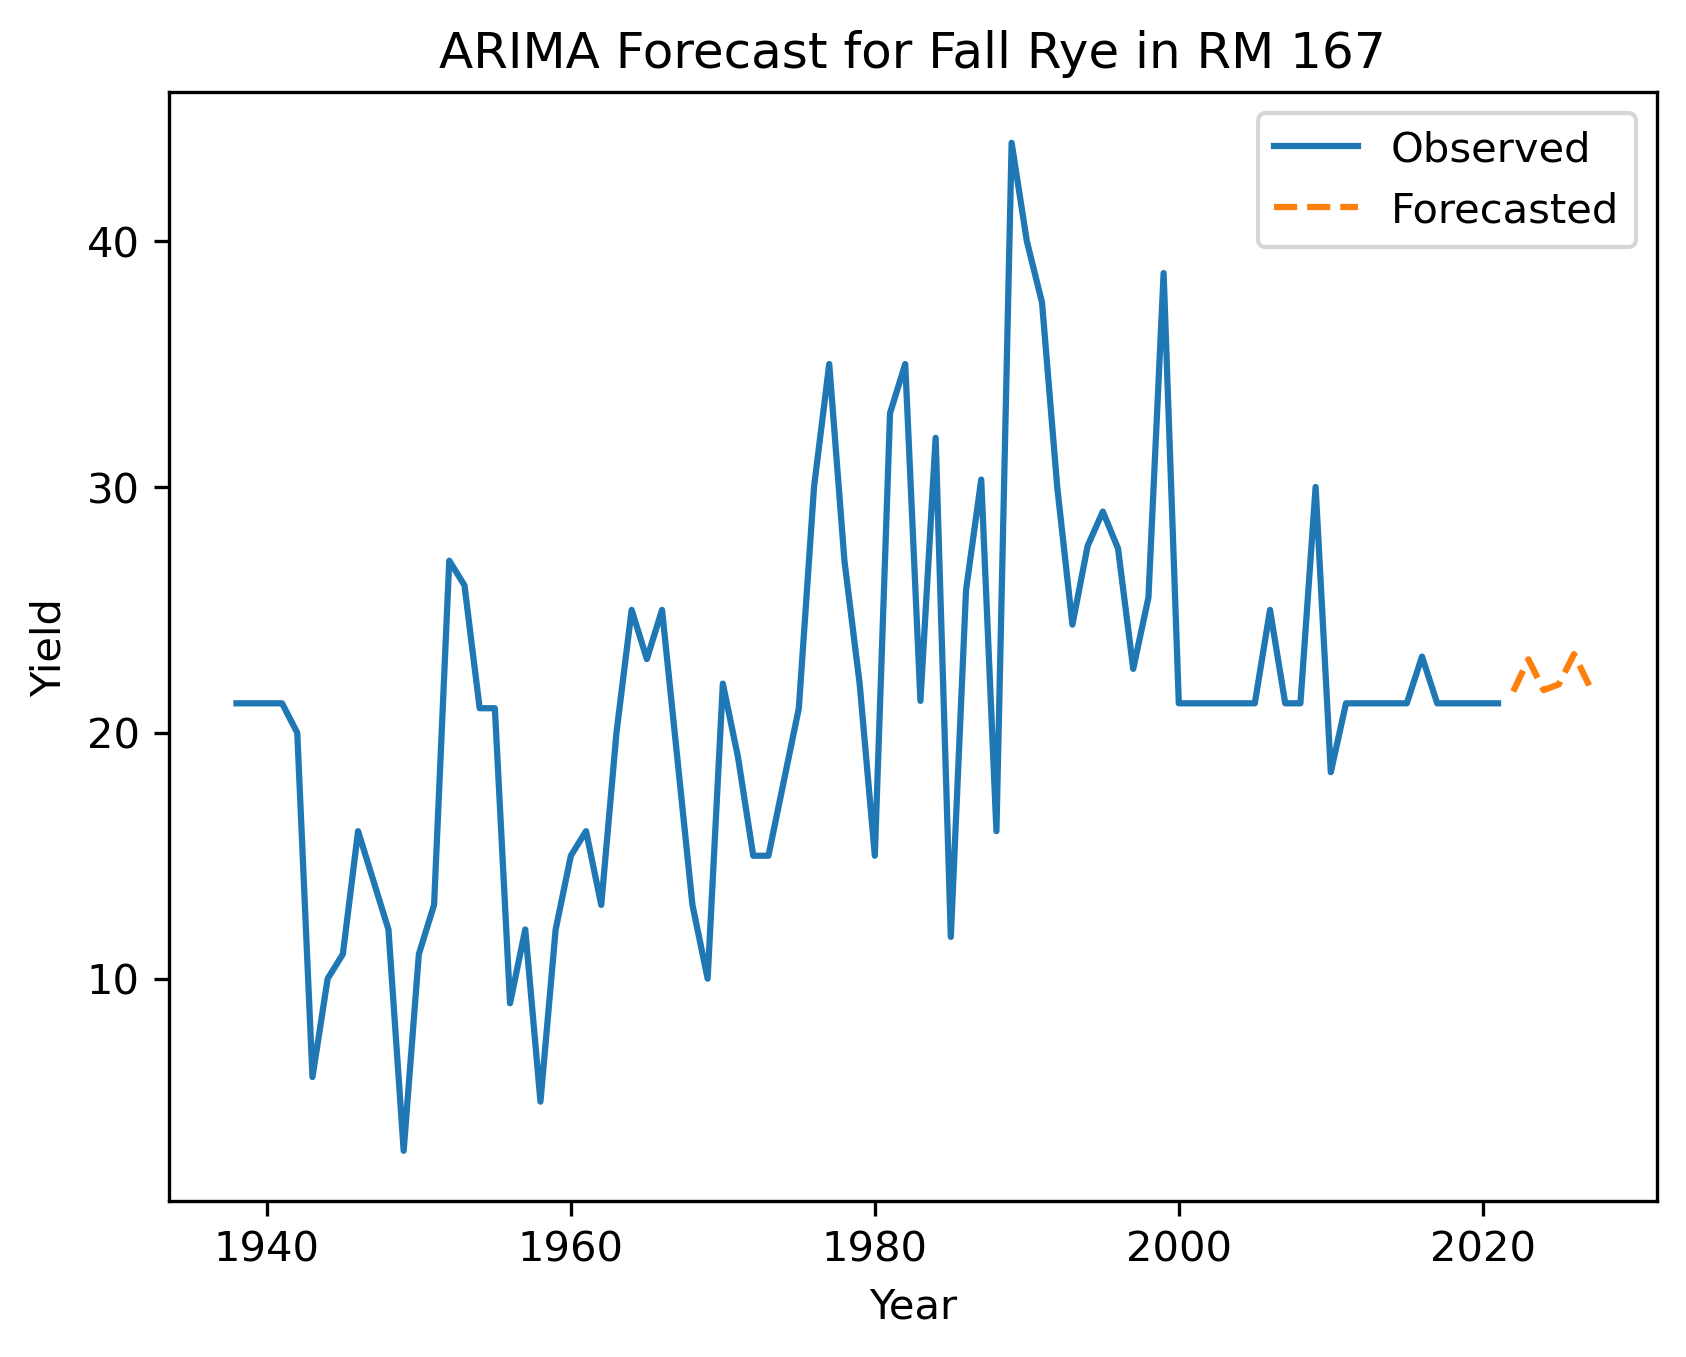 ARIMA Forecast for Fall Rye in RM 167
Observed
Forecasted
Yield
40
30
20
10
1940 1960 1980 2000 2020
Year